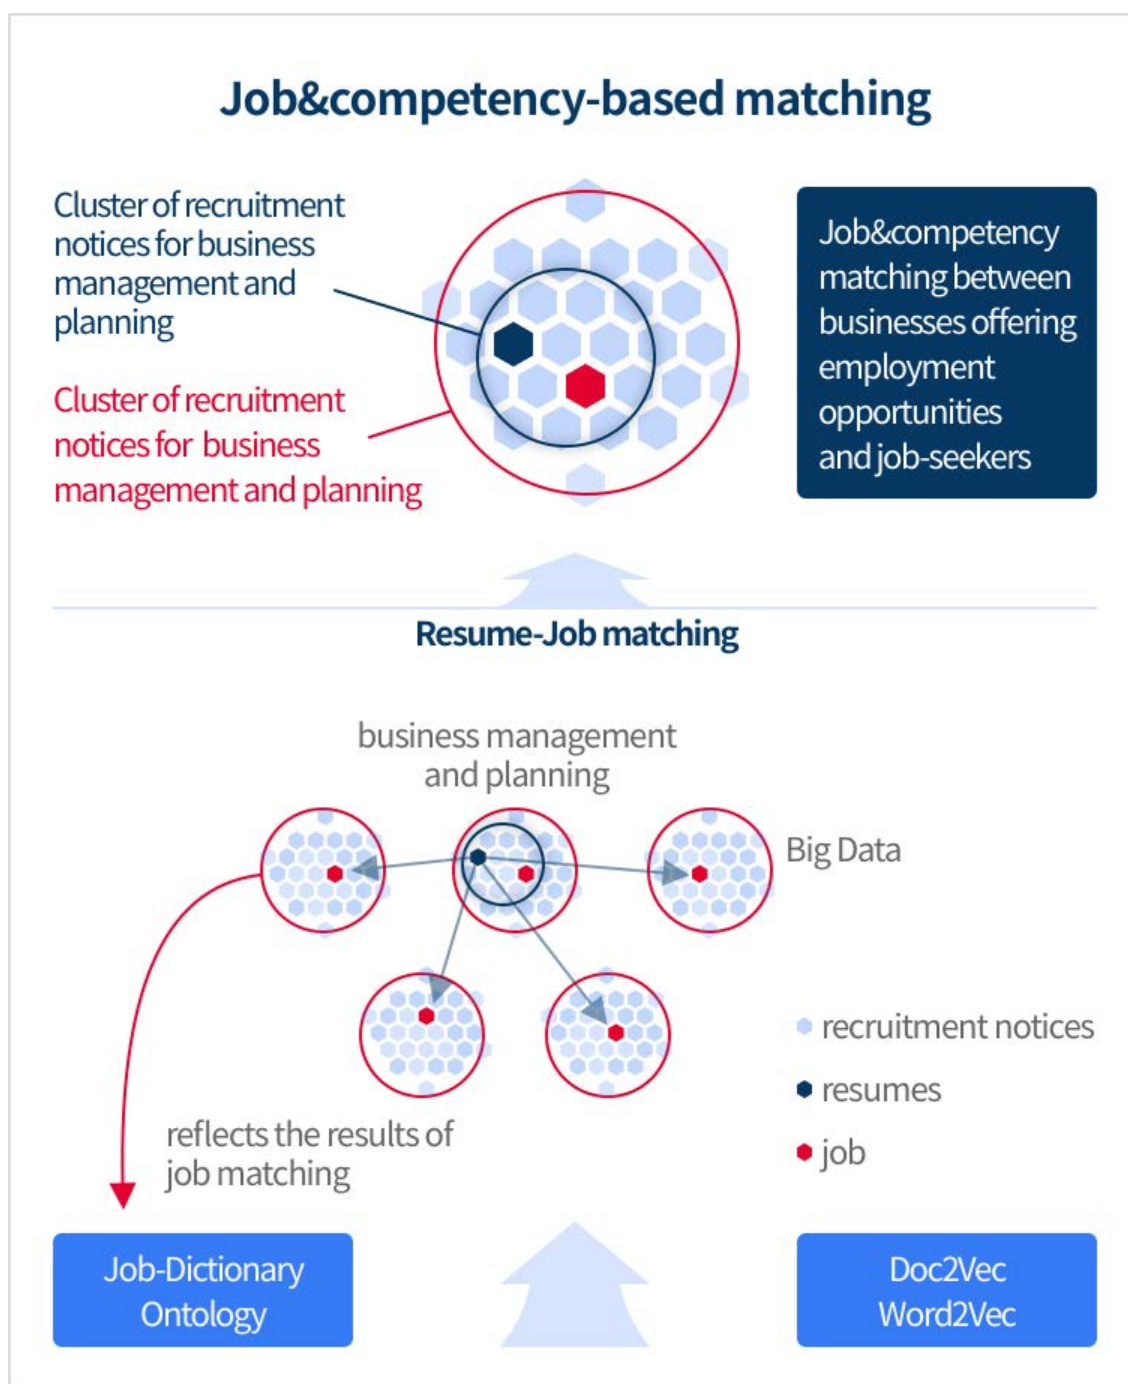 Job&competency-based matching
Cluster of recruitment
notices for business
management and
planning
Cluster of recruitment
notices for business
management and planning
Job&competency
matching between
businesses offering
employment
opportunities
and job-seekers
Resume-Job matching
business management
and planning
Big Data
recruitment notices
resumes
job
reflects the results of
job matching
Job-Dictionary
Ontology
Doc2Vec
Word2Vec